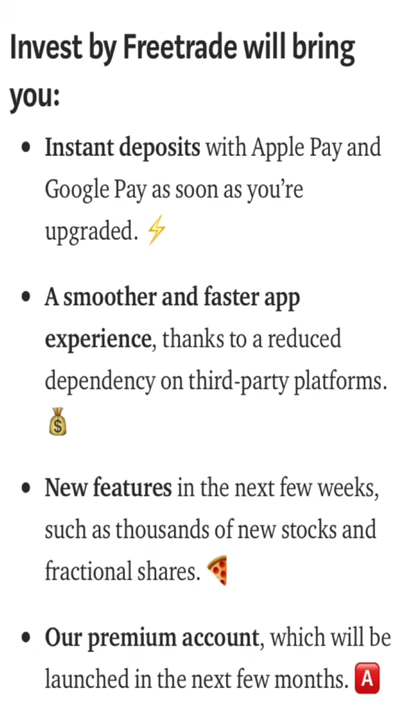 Invest by Freetrade will bring
you:
• Instant deposits with Apple Pay and
Google Pay as soon as you're
upgraded. ⚡
• A smoother and faster app
experience, thanks to a reduced
dependency on third-party platforms.
💰
• New features in the next few weeks,
such as thousands of new stocks and
fractional shares. 🍕
• Our premium account, which will be
launched in the next few months. 🅰